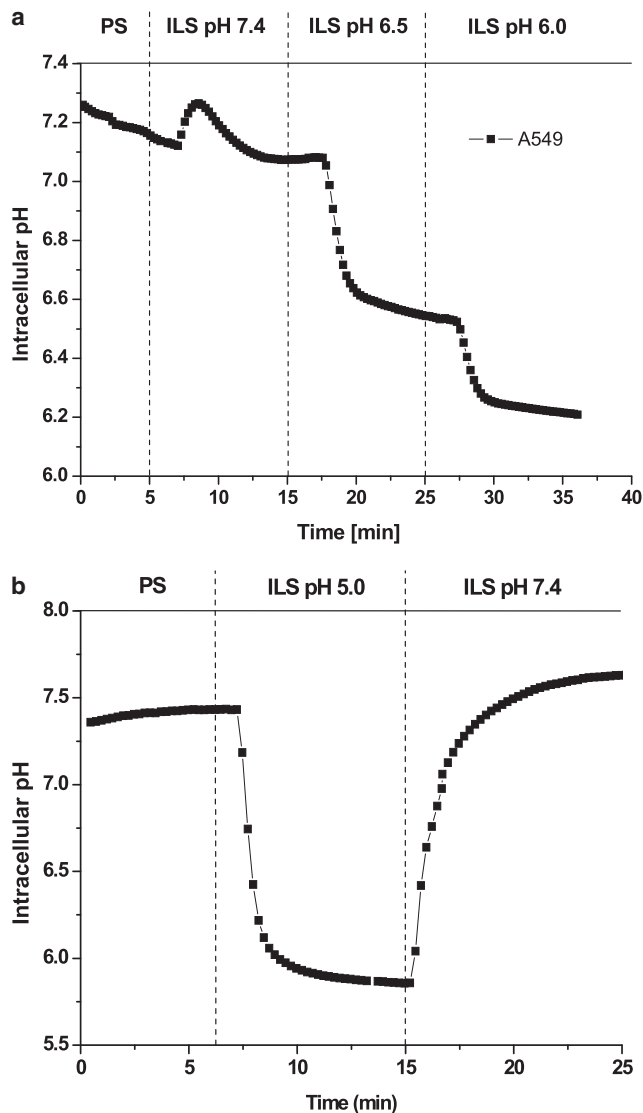 a
PS ILS pH 7.4 ILS pH 6.5 ILS pH 6.0
7.4
7.2
7.0
6.8
6.6
6.4
6.2
6.0
Intracellular pH
A549
0 5 10 15 20 25 30 35 40
Time [min]
b
PS ILS pH 5.0 ILS pH 7.4
8.0
7.5
7.0
6.5
6.0
5.5
Intracellular pH
0 5 10 15 20 25
Time (min)